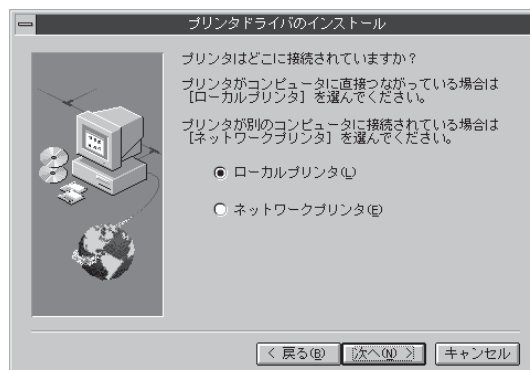 プリンタドライバのインストール
プリンタはどこに接続されていますか？
プリンタがコンピュータに直接つながっている場合は
［ローカルプリンタ］を選んでください。
プリンタが別のコンピュータに接続されている場合は
［ネットワークプリンタ］を選んでください。
ローカルプリンタ(L)
ネットワークプリンタ(E)
< 戻る(B)
次へ(N) >
キャンセル